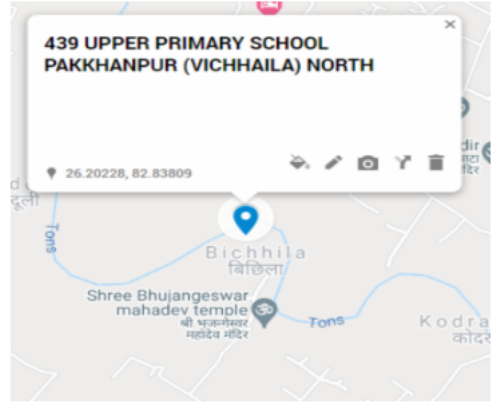 439 UPPER PRIMARY SCHOOL
PAKKHANPUR (VICHHAILA) NORTH
26.20228, 82.83809
Tons
Bichhila
बिछिला
Shree Bhujangeswar
mahadev temple
श्री भुजन्गेस्वर
महादेव मंदिर
Tons
Kodra
कोदर